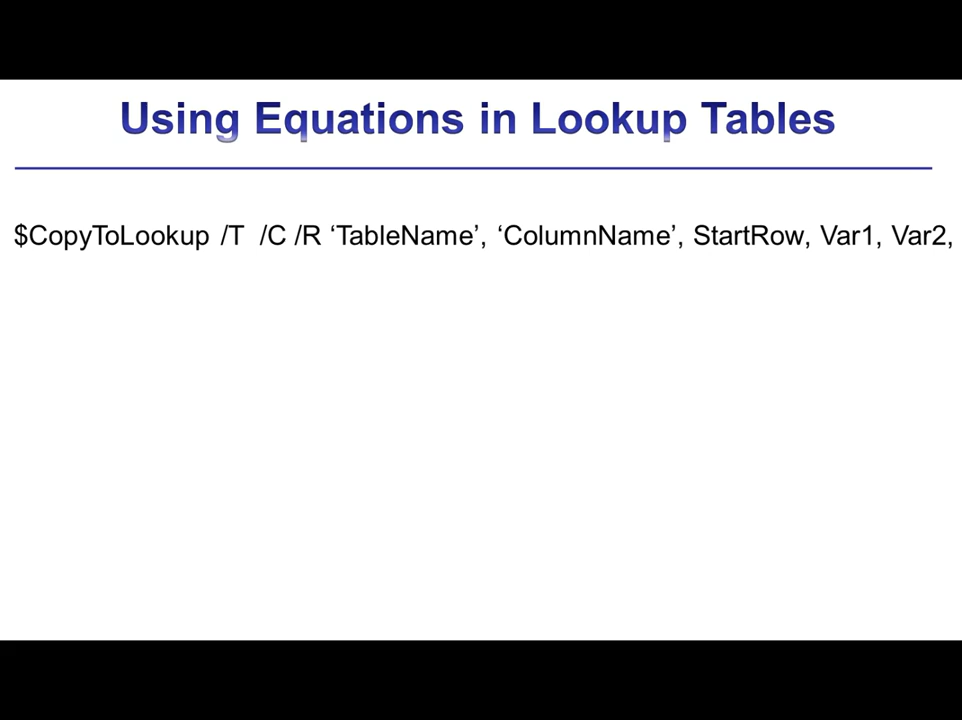 Using Equations in Lookup Tables
$CopyToLookup /T  /C /R ‘TableName’, ‘ColumnName’, StartRow, Var1, Var2,